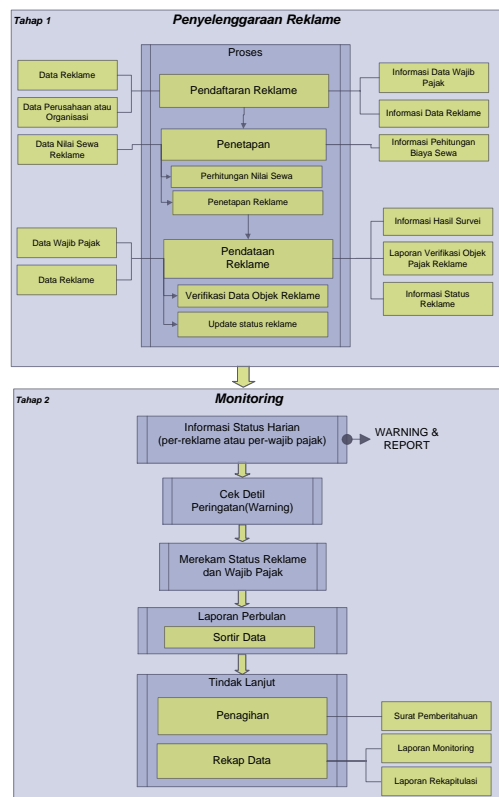 Tahap 1
Penyelenggaraan Reklame
Proses
Data Reklame
Data Perusahaan atau
Organisasi
Data Nilai Sewa
Reklame
Pendaftaran Reklame
Informasi Data Wajib
Pajak
Informasi Data Reklame
Penetapan
Informasi Pehitungan
Biaya Sewa
Perhitungan Nilai Sewa
Penetapan Reklame
Data Wajib Pajak
Data Reklame
Pendataan
Reklame
Informasi Hasil Survei
Laporan Verifikasi Objek
Pajak Reklame
Informasi Status
Reklame
Verifikasi Data Objek Reklame
Update status reklame
Tahap 2
Monitoring
Informasi Status Harian
(per-reklame atau per-wajib pajak)
WARNING &
REPORT
Cek Detil
Peringatan(Warning)
Merekam Status Reklame
dan Wajib Pajak
Laporan Perbulan
Sortir Data
Tindak Lanjut
Penagihan
Surat Pemberitahuan
Rekap Data
Laporan Monitoring
Laporan Rekapitulasi